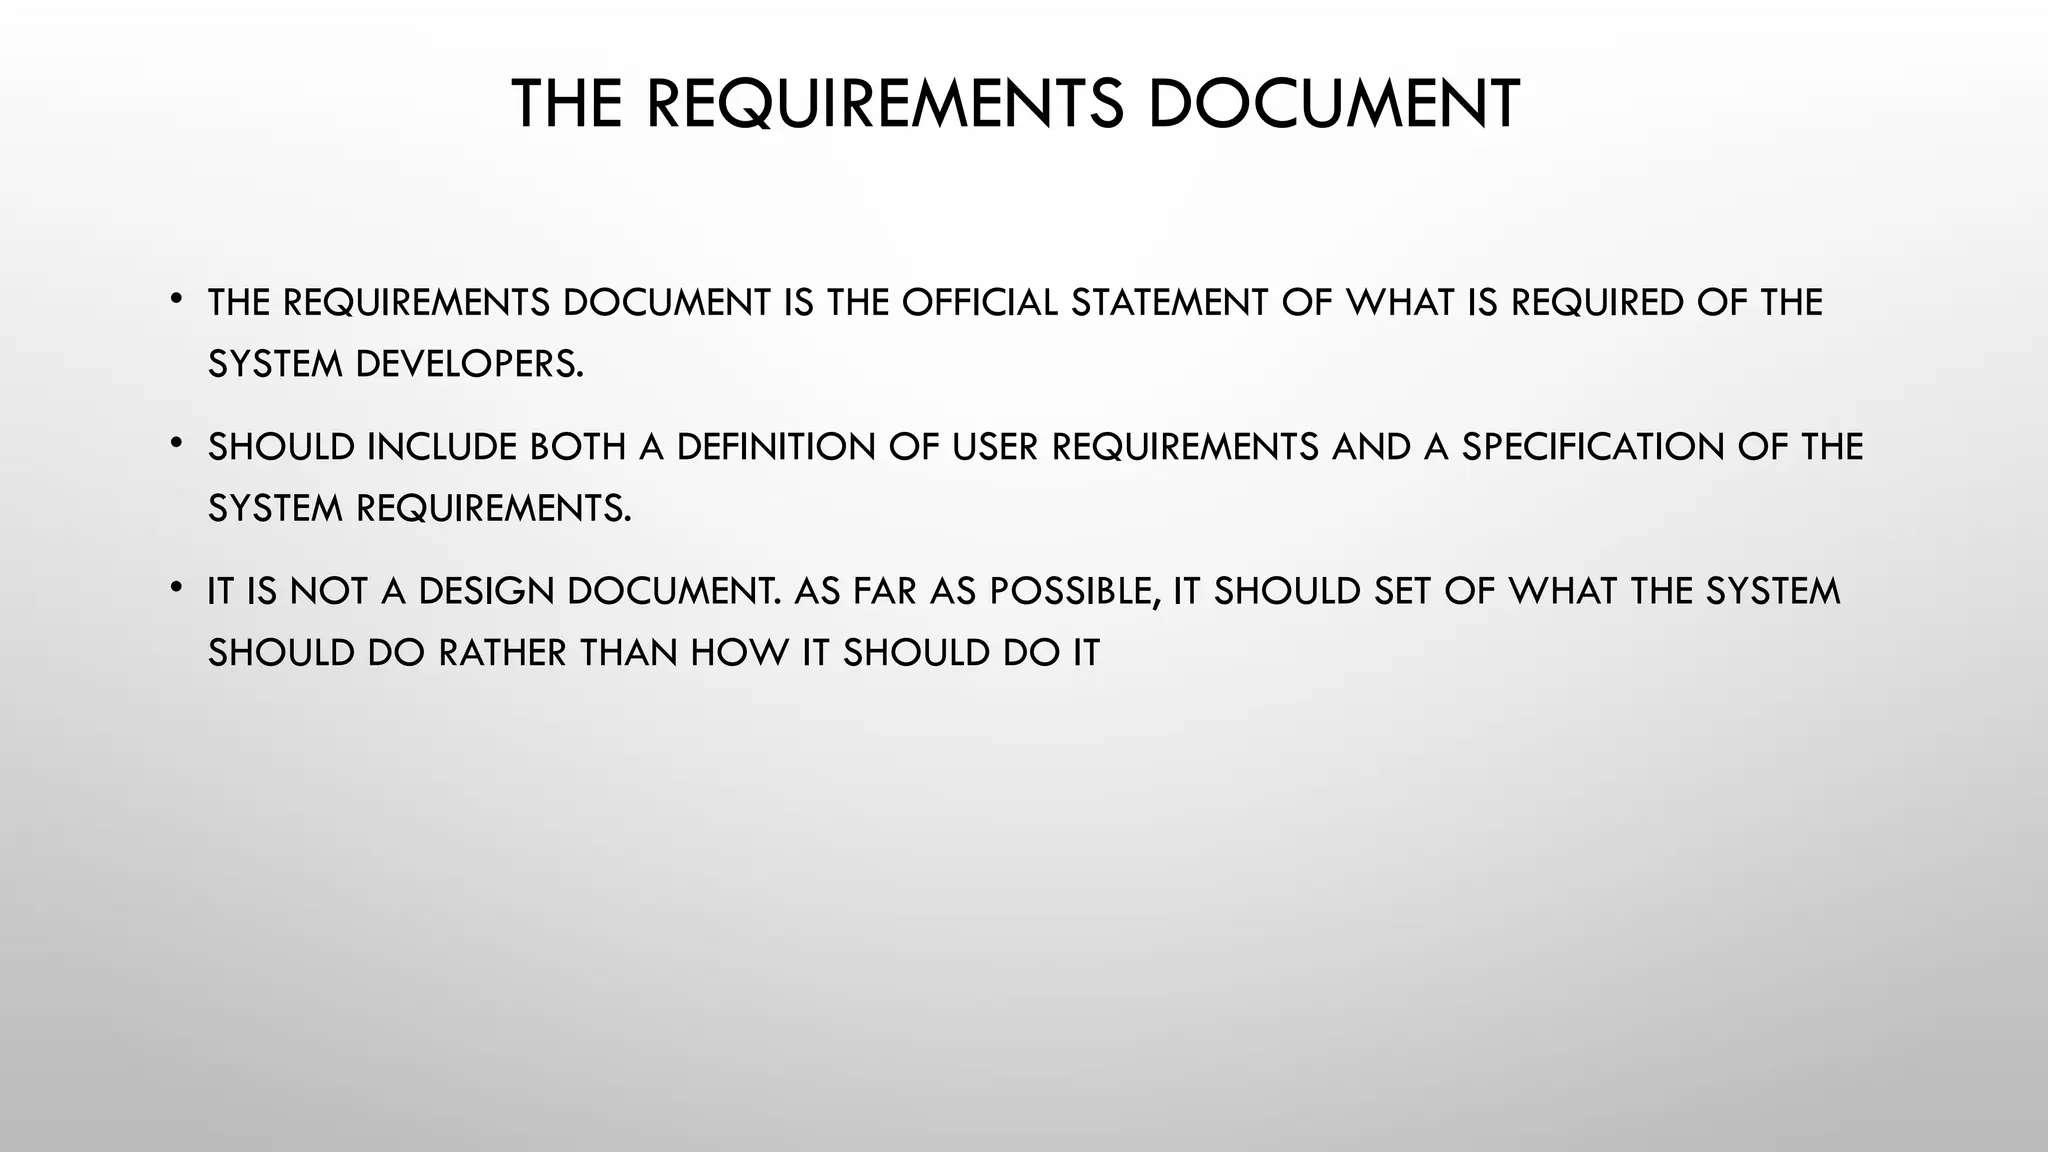 THE REQUIREMENTS DOCUMENT
• THE REQUIREMENTS DOCUMENT IS THE OFFICIAL STATEMENT OF WHAT IS REQUIRED OF THE
SYSTEM DEVELOPERS.
• SHOULD INCLUDE BOTH A DEFINITION OF USER REQUIREMENTS AND A SPECIFICATION OF THE
SYSTEM REQUIREMENTS.
• IT IS NOT A DESIGN DOCUMENT. AS FAR AS POSSIBLE, IT SHOULD SET OF WHAT THE SYSTEM
SHOULD DO RATHER THAN HOW IT SHOULD DO IT